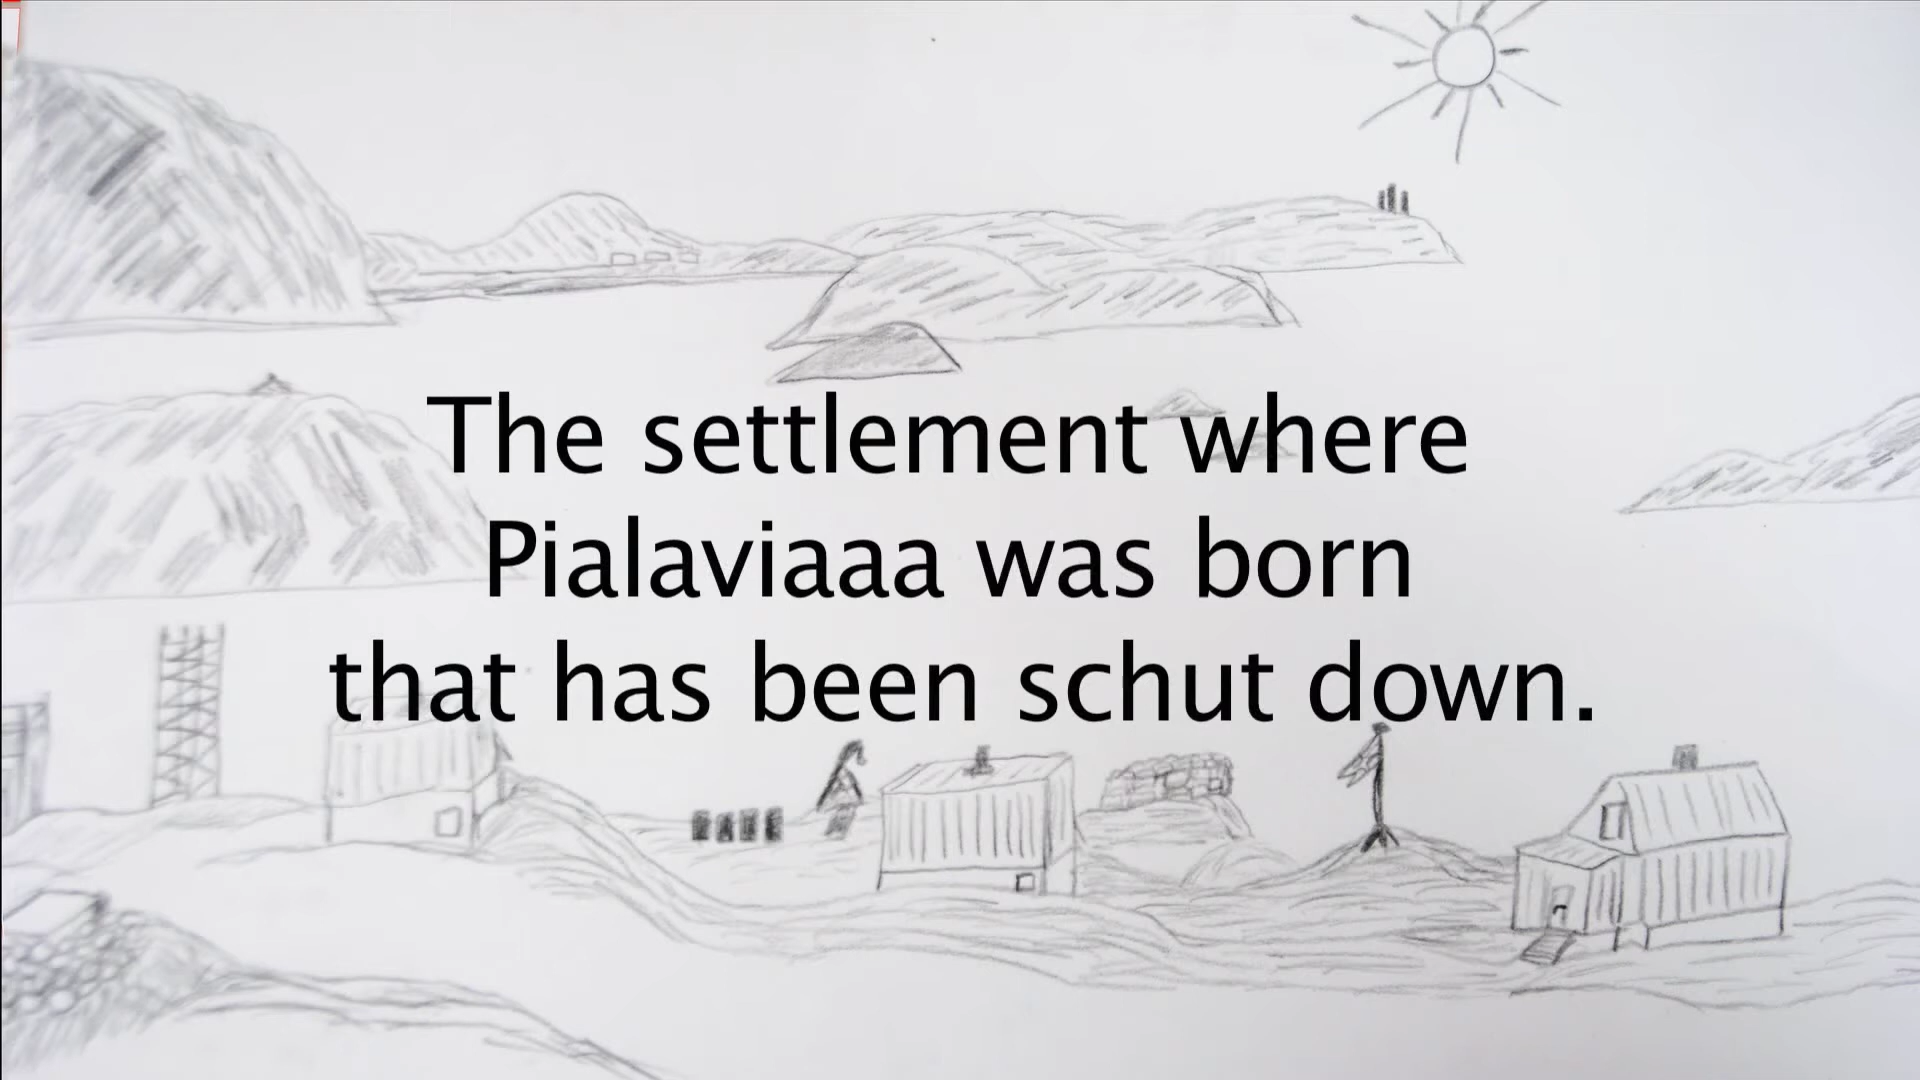 The settlement where
Pialaviaaa was born
that has been schut down.